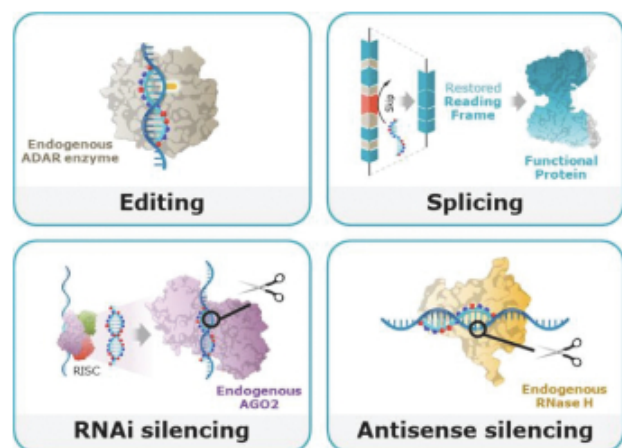 Endogenous
ADAR enzyme
Editing
Skip
Restored
Reading
Frame
Functional
Protein
Splicing
RISC
Endogenous
AGO2
RNAi silencing
Endogenous
RNase H
Antisense silencing